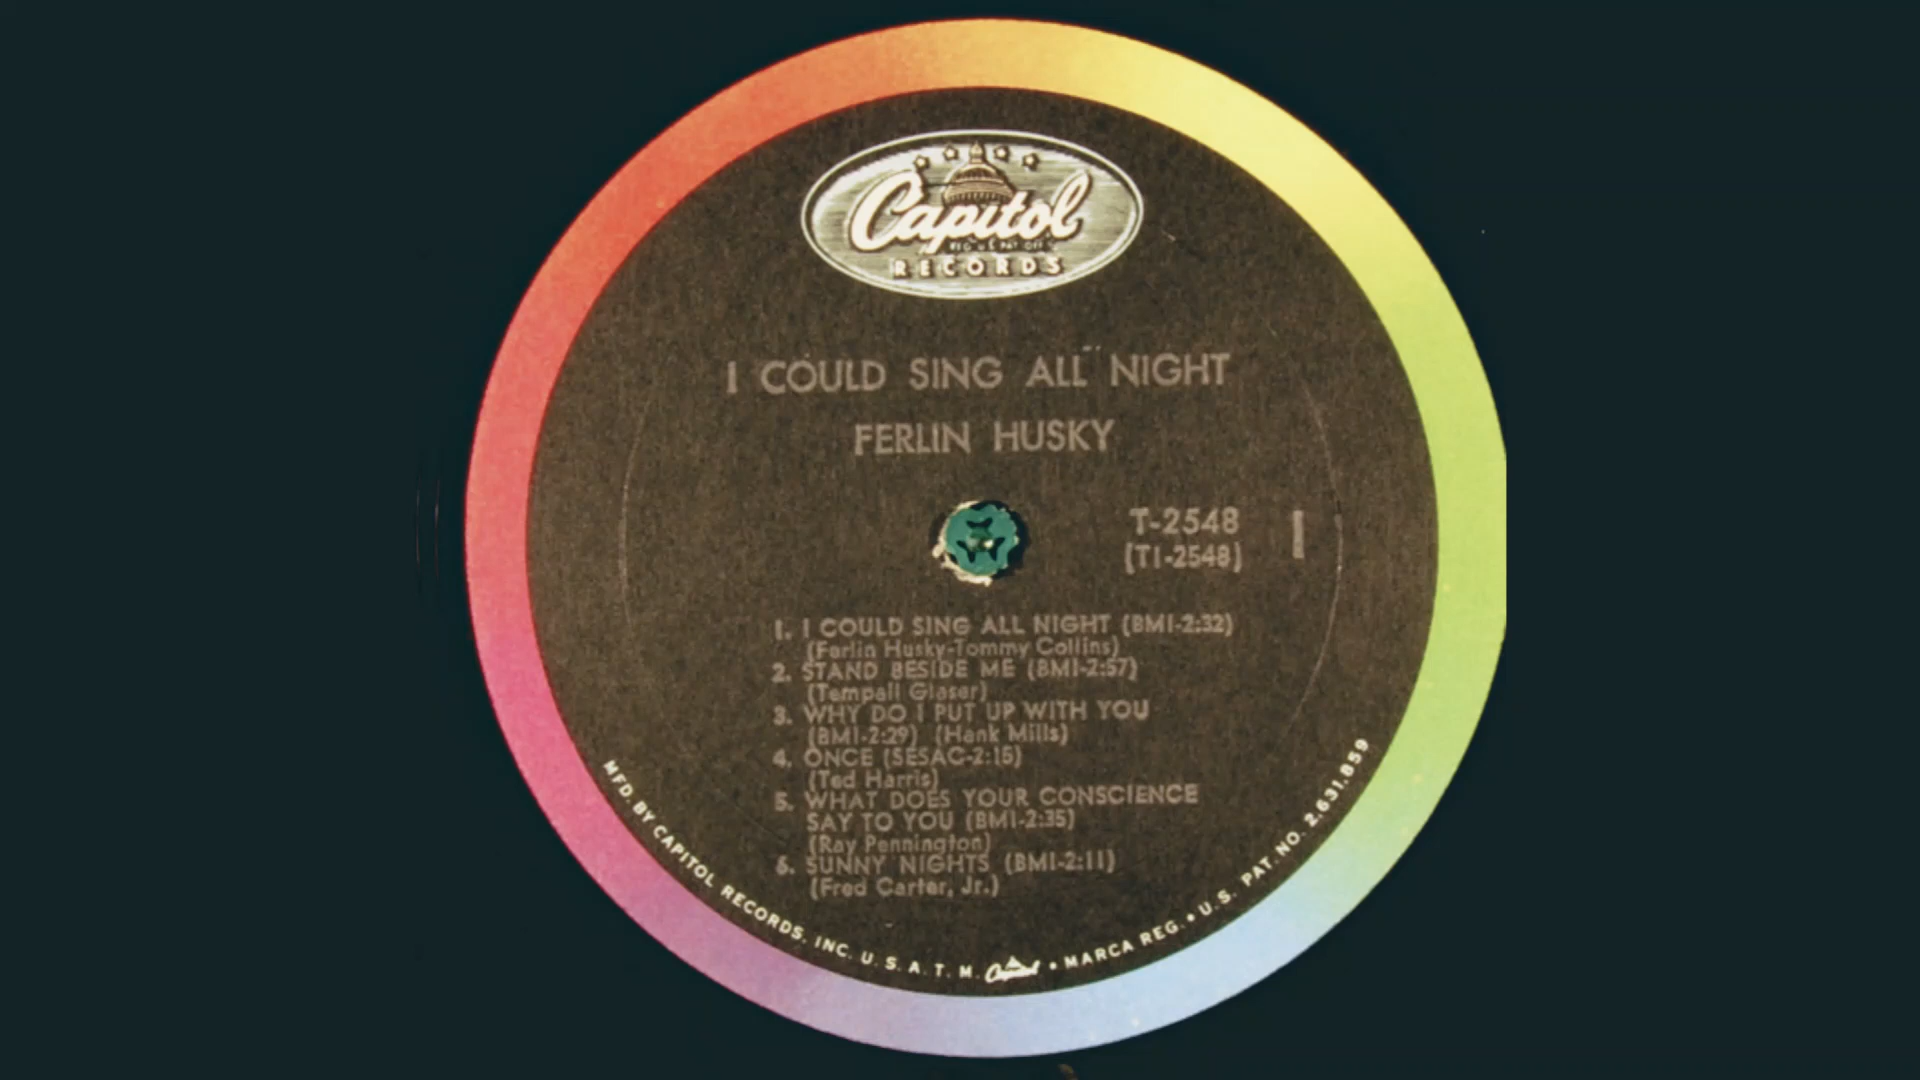 Capitol
REG. U.S. PAT. OFF.
RECORDS
I COULD SING ALL NIGHT
FERLIN HUSKY
T-2548
(T1-2548)
1
1. I COULD SING ALL NIGHT (BMI-2:32)
(Ferlin Husky-Tommy Collins)
2. STAND BESIDE ME (BMI-2:57)
(Tompall Glaser)
3. WHY DO I PUT UP WITH YOU
(BMI-2:29) (Hank Mills)
4. ONCE (SESAC-2:15)
(Ted Harris)
5. WHAT DOES YOUR CONSCIENCE
SAY TO YOU (BMI-2:35)
(Ray Pennington)
6. SUNNY NIGHTS (BMI-2:11)
(Fred Carter, Jr.)
MFD. BY CAPITOL RECORDS, INC. U.S.A. T.M. Capitol • MARCA REG. • U.S. PAT. NO. 2,631,859